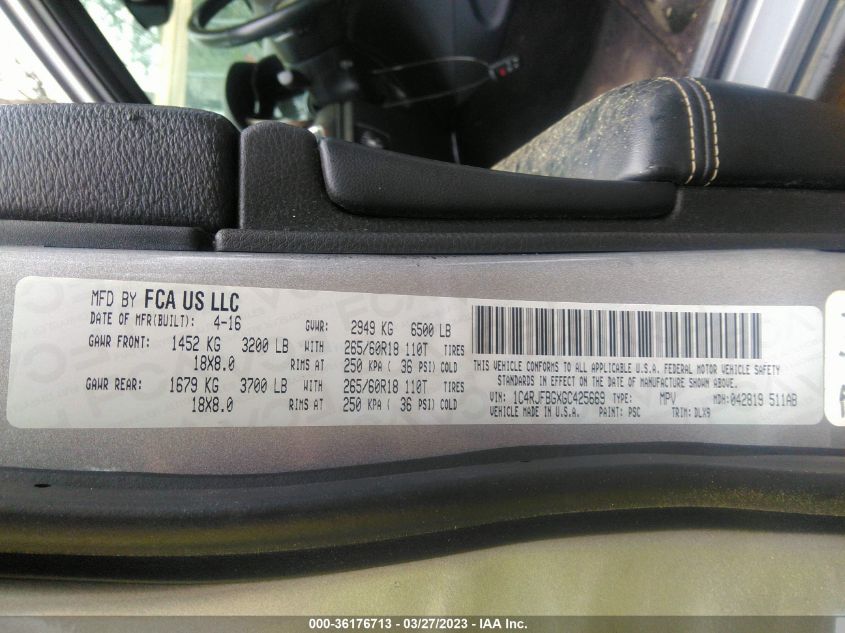 MFD BY FCA US LLC
DATE OF MFR(BUILT): 4-16 GVWR: 2949 KG 6500 LB
GAWR FRONT: 1452 KG 3200 LB WITH 265/60R18 110T TIRES
18X8.0 RIMS AT 250 KPA ( 36 PSI) COLD
GAWR REAR: 1679 KG 3700 LB WITH 265/60R18 110T TIRES
18X8.0 RIMS AT 250 KPA ( 36 PSI) COLD
THIS VEHICLE CONFORMS TO ALL APPLICABLE U.S.A. FEDERAL MOTOR VEHICLE SAFETY
STANDARDS IN EFFECT ON THE DATE OF MANUFACTURE SHOWN ABOVE.
VIN: 1C4RJFBGXGC425669 TYPE: MPV MDH: 042819 511AB
VEHICLE MADE IN U.S.A. PAINT: PSC TRIM: DLX9
000-36176713 - 03/27/2023 - IAA Inc.